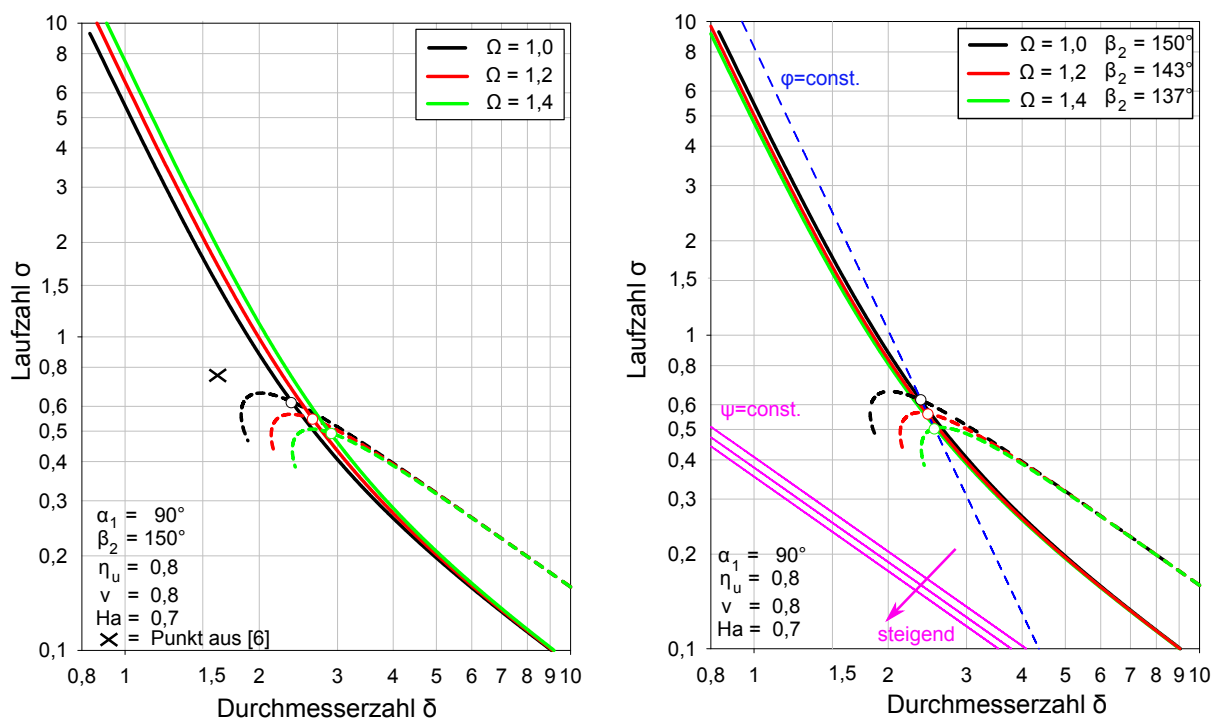 10
8
6
5
4
3
2
1,5
1
0,8
0,6
0,5
0,4
0,3
0,2
0,1
Laufzahl σ
Ω = 1,0
Ω = 1,2
Ω = 1,4
α1 = 90°
β2 = 150°
ηu = 0,8
ν = 0,8
Ha = 0,7
× = Punkt aus [6]
0,8 1 1,5 2 3 4 5 6 7 8 9 10
Durchmesserzahl δ
10
8
6
5
4
3
2
1,5
1
0,8
0,6
0,5
0,4
0,3
0,2
0,1
Laufzahl σ
Ω = 1,0 β2 = 150°
Ω = 1,2 β2 = 143°
Ω = 1,4 β2 = 137°
φ=const.
ψ=const.
steigend
α1 = 90°
ηu = 0,8
ν = 0,8
Ha = 0,7
0,8 1 1,5 2 3 4 5 6 7 8 9 10
Durchmesserzahl δ